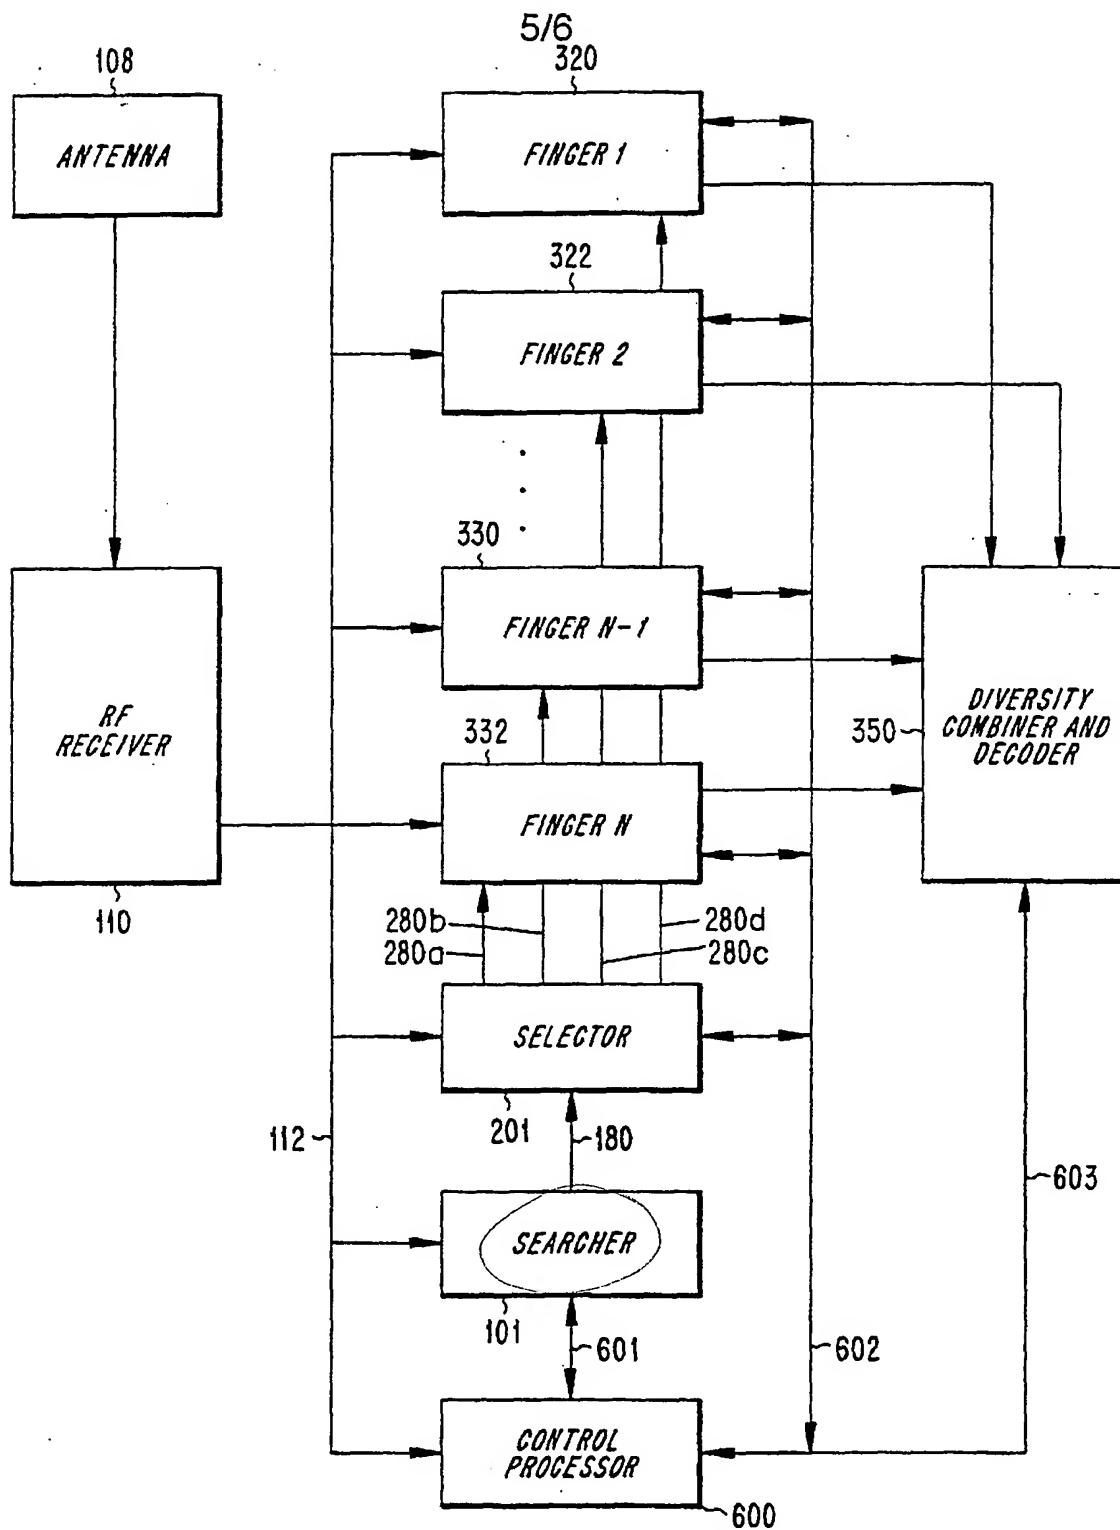 5/6
108
320
ANTENNA
FINGER 1
322
FINGER 2
330
FINGER N-1
RF
RECEIVER
332
350
DIVERSITY
COMBINER AND
DECODER
FINGER N
110
280b
280d
280a
280c
SELECTOR
201
180
112
603
SEARCHER
101
601
602
CONTROL
PROCESSOR
600